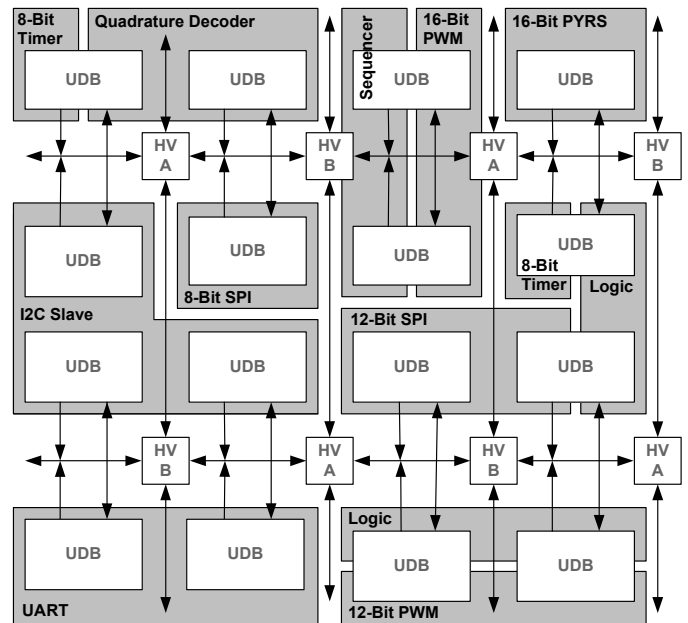 8-Bit
Timer
Quadrature Decoder
Sequencer
16-Bit
PWM
16-Bit PYRS
UDB
UDB
UDB
UDB
HV
A
HV
B
HV
A
HV
B
UDB
UDB
UDB
UDB
8-Bit SPI
8-Bit
Timer
Logic
I2C Slave
12-Bit SPI
UDB
UDB
UDB
UDB
HV
B
HV
A
HV
B
HV
A
Logic
UDB
UDB
UDB
UDB
UART
12-Bit PWM